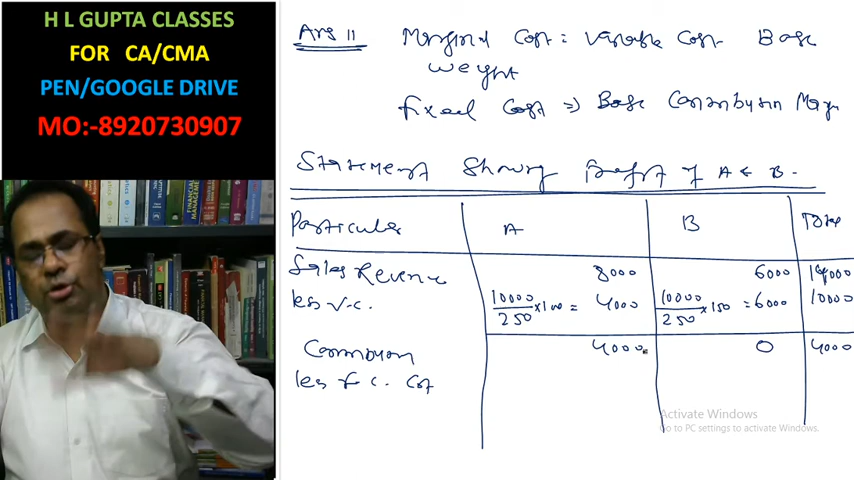 H L GUPTA CLASSES
FOR CA/CMA
PEN/GOOGLE DRIVE
MO:-8920730907
Ans 11 Marginal Cost = Variable Cost Base
weight
fixed Cost => Base Contribution Margin
Statement Showing Profit of A & B.
Particulars A B Total
Sales Revenue 8000 6000 14000
less v.c. 10000/250 × 100 = 4000 10000/250 × 150 = 6000 10000
Contribution 4000 0 4000
less F.C. Cost
Activate Windows
Go to PC settings to activate Windows.